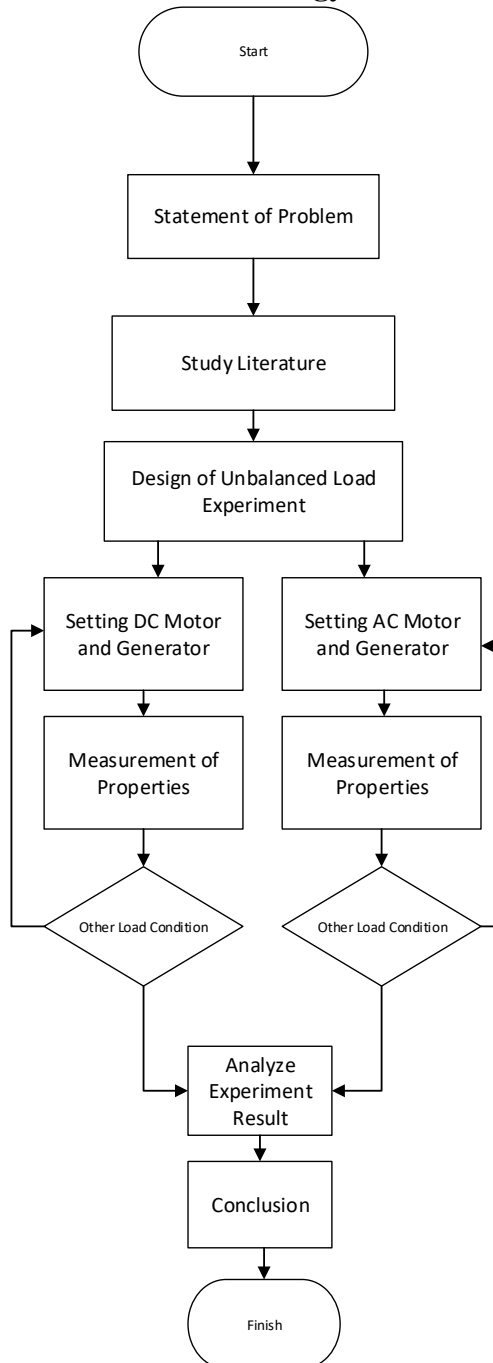 Start
Statement of Problem
Study Literature
Design of Unbalanced Load
Experiment
Setting DC Motor
and Generator
Setting AC Motor
and Generator
Measurement of
Properties
Measurement of
Properties
Other Load Condition
Other Load Condition
Analyze
Experiment
Result
Conclusion
Finish